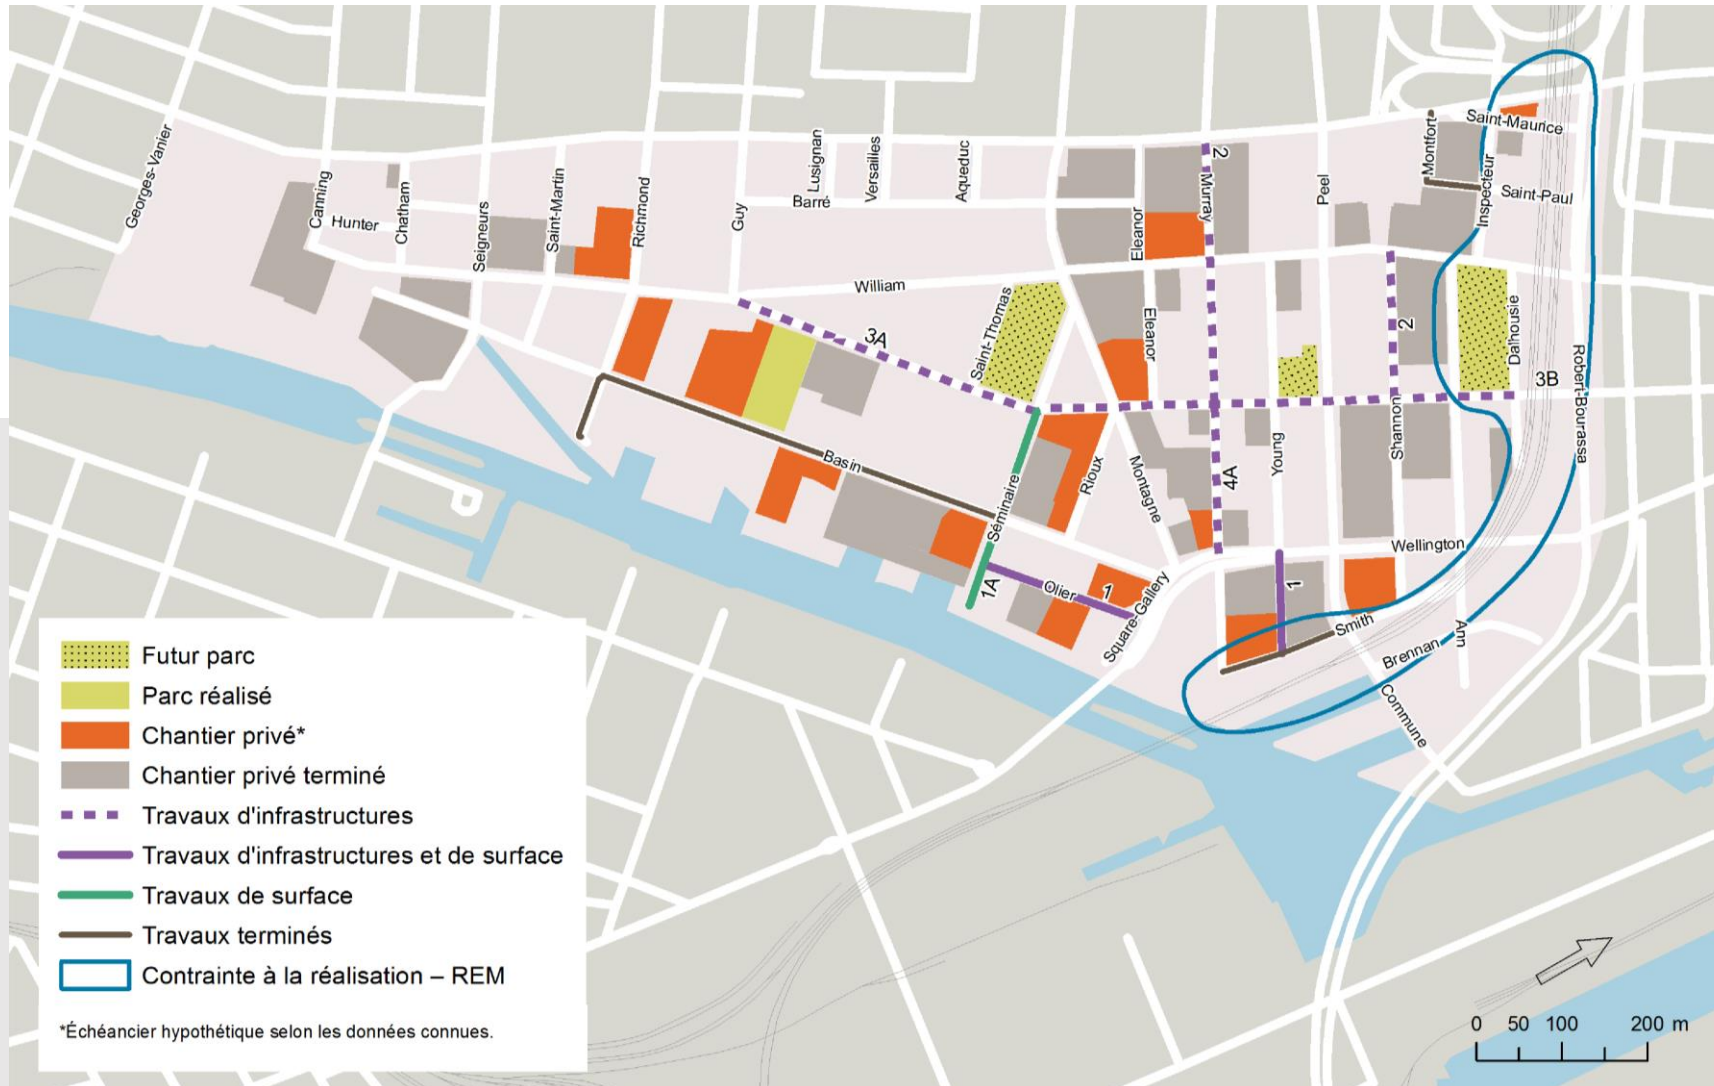 Georges-Vanier
Canning
Hunter
Chatham
Seigneurs
Saint-Martin
Richmond
Guy
Barré
Lusignan
Versailles
Aqueduc
Eleanor
2
Murray
Peel
Montfort
Saint-Maurice
Inspecteur
Saint-Paul
William
Saint-Thomas
3A
Eleanor
2
Dalhousie
3B
Robert-Bourassa
Shannon
Basin
Séminaire
Rioux
Montagne
4A
Young
Wellington
1A
Olier
1
Square-Gallery
1
Smith
Brennan
Ann
Commune
Futur parc
Parc réalisé
Chantier privé*
Chantier privé terminé
Travaux d'infrastructures
Travaux d'infrastructures et de surface
Travaux de surface
Travaux terminés
Contrainte à la réalisation – REM
*Échéancier hypothétique selon les données connues.
0 50 100 200 m